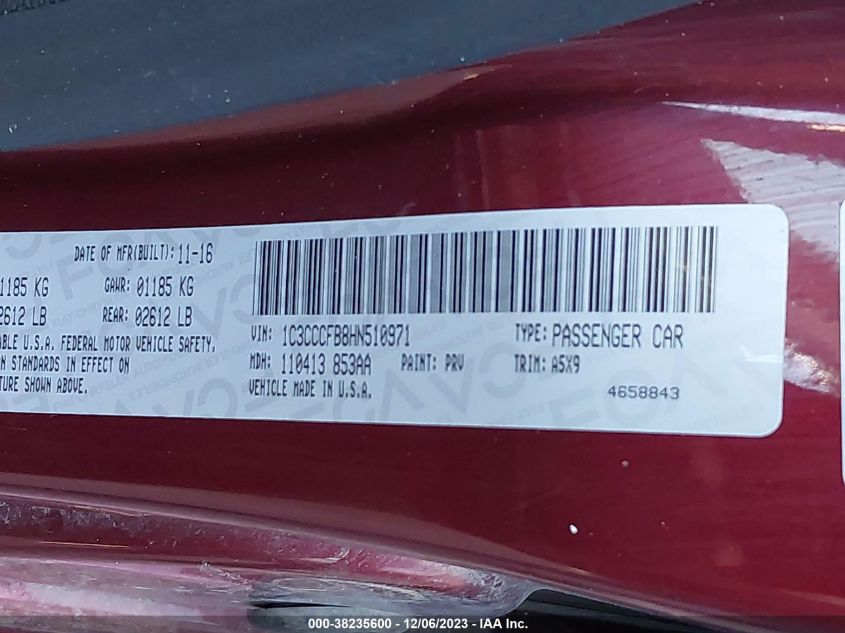 DATE OF MFR(BUILT): 11-16
1185 KG GAWR: 01185 KG
2612 LB REAR: 02612 LB
ABLE U.S.A. FEDERAL MOTOR VEHICLE SAFETY,
N STANDARDS IN EFFECT ON
TURE SHOWN ABOVE.
VIN: 1C3CCCFB8HN510971 TYPE: PASSENGER CAR
MDH: 110413 853AA PAINT: PRV TRIM: A5X9
VEHICLE MADE IN U.S.A. 4658843
000-38235600 - 12/06/2023 - IAA Inc.